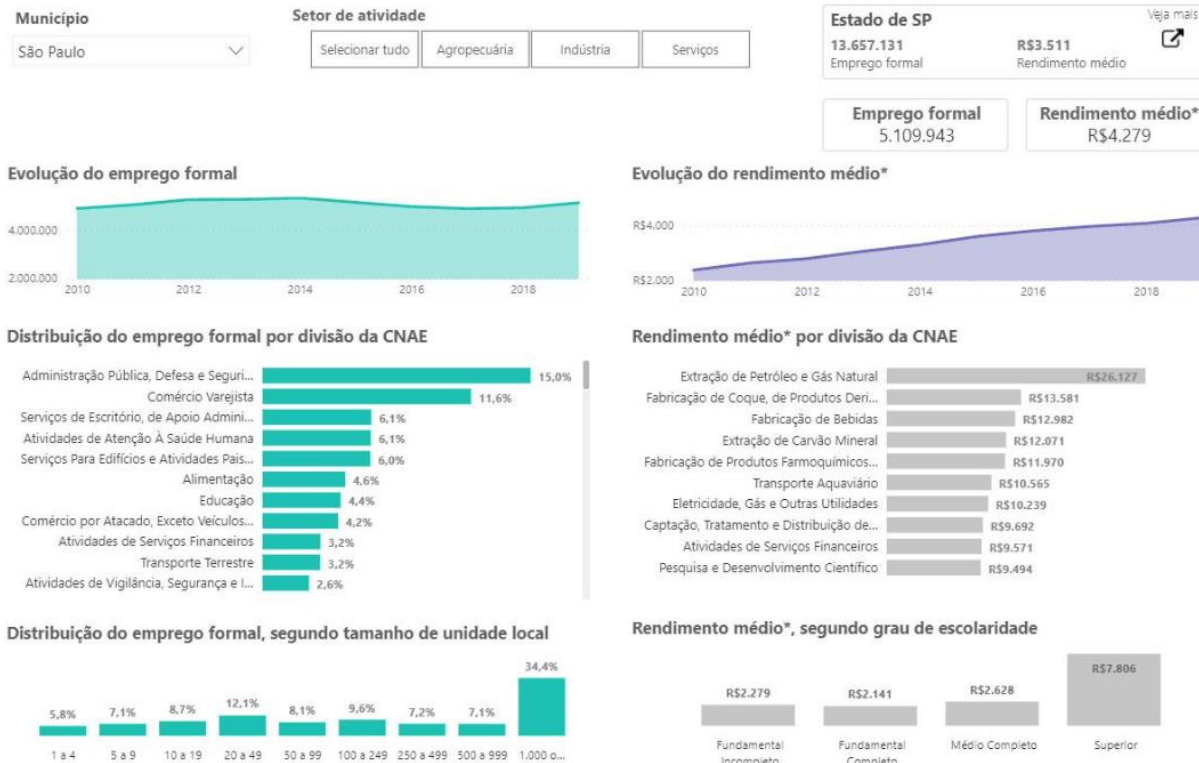 Município
São Paulo
Setor de atividade
Selecionar tudo
Agropecuária
Indústria
Serviços
Estado de SP
Veja mais
13.657.131
Emprego formal
R$3.511
Rendimento médio
Emprego formal
5.109.943
Rendimento médio*
R$4.279
Evolução do emprego formal
4.000.000
2.000.000
2010
2012
2014
2016
2018
Evolução do rendimento médio*
R$4.000
R$2.000
2010
2012
2014
2016
2018
Distribuição do emprego formal por divisão da CNAE
Administração Pública, Defesa e Seguri... 15,0%
Comércio Varejista 11,6%
Serviços de Escritório, de Apoio Admini... 6,1%
Atividades de Atenção À Saúde Humana 6,1%
Serviços Para Edifícios e Atividades Pais... 6,0%
Alimentação 4,6%
Educação 4,4%
Comércio por Atacado, Exceto Veículos... 4,2%
Atividades de Serviços Financeiros 3,2%
Transporte Terrestre 3,2%
Atividades de Vigilância, Segurança e I... 2,6%
Rendimento médio* por divisão da CNAE
Extração de Petróleo e Gás Natural R$26.127
Fabricação de Coque, de Produtos Deri... R$13.581
Fabricação de Bebidas R$12.982
Extração de Carvão Mineral R$12.071
Fabricação de Produtos Farmoquímicos... R$11.970
Transporte Aquaviário R$10.565
Eletricidade, Gás e Outras Utilidades R$10.239
Captação, Tratamento e Distribuição de... R$9.692
Atividades de Serviços Financeiros R$9.571
Pesquisa e Desenvolvimento Científico R$9.494
Distribuição do emprego formal, segundo tamanho de unidade local
5,8% 7,1% 8,7% 12,1% 8,1% 9,6% 7,2% 7,1% 34,4%
1 a 4 5 a 9 10 a 19 20 a 49 50 a 99 100 a 249 250 a 499 500 a 999 1.000 o...
Rendimento médio*, segundo grau de escolaridade
R$2.279 R$2.141 R$2.628 R$7.806
Fundamental Fundamental Médio Completo Superior
Incompleto Completo